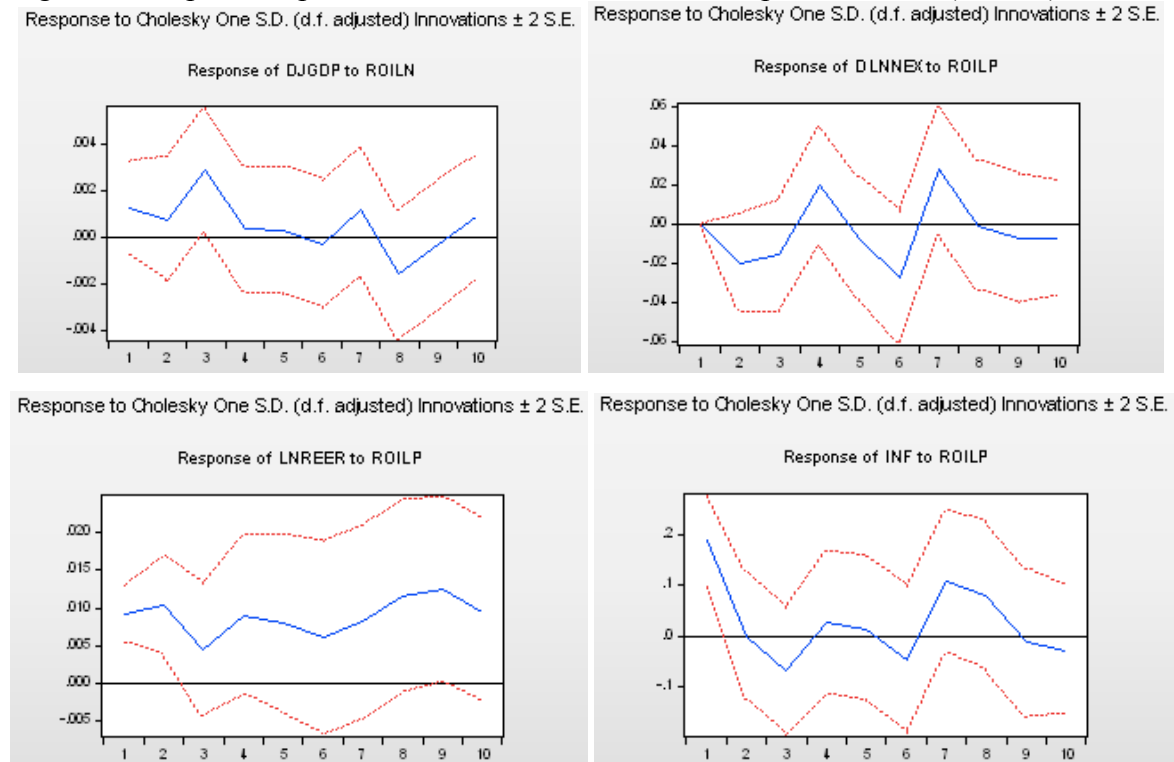 Response to Cholesky One S.D. (d.f. adjusted) Innovations ± 2 S.E.
Response of DJGDP to ROILN
.004
.002
.000
-.002
-.004
1 2 3 4 5 6 7 8 9 10
Response to Cholesky One S.D. (d.f. adjusted) Innovations ± 2 S.E.
Response of DLNNEX to ROILP
.06
.04
.02
.00
-.02
-.04
-.06
1 2 3 4 5 6 7 8 9 10
Response to Cholesky One S.D. (d.f. adjusted) Innovations ± 2 S.E.
Response of LNREER to ROILP
.020
.015
.010
.005
.000
-.005
1 2 3 4 5 6 7 8 9 10
Response to Cholesky One S.D. (d.f. adjusted) Innovations ± 2 S.E.
Response of INF to ROILP
.2
.1
.0
-.1
1 2 3 4 5 6 7 8 9 10